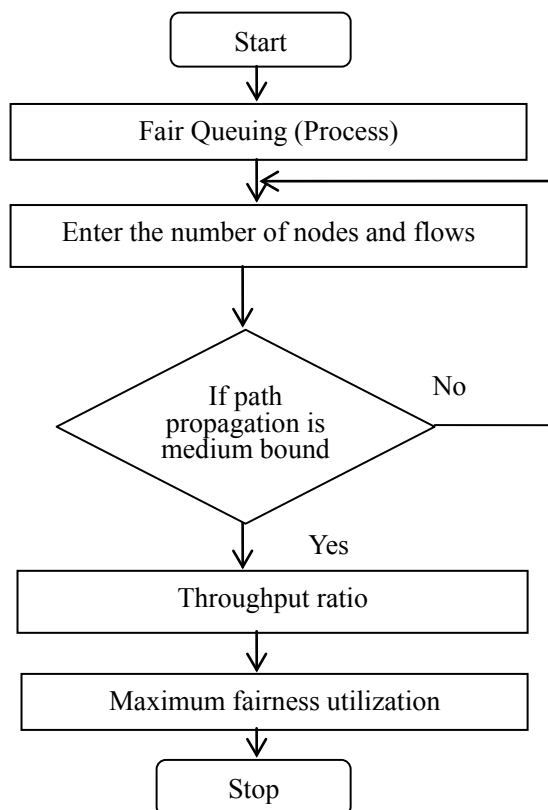 Start
Fair Queuing (Process)
Enter the number of nodes and flows
If path
propagation is
medium bound
No
Yes
Throughput ratio
Maximum fairness utilization
Stop